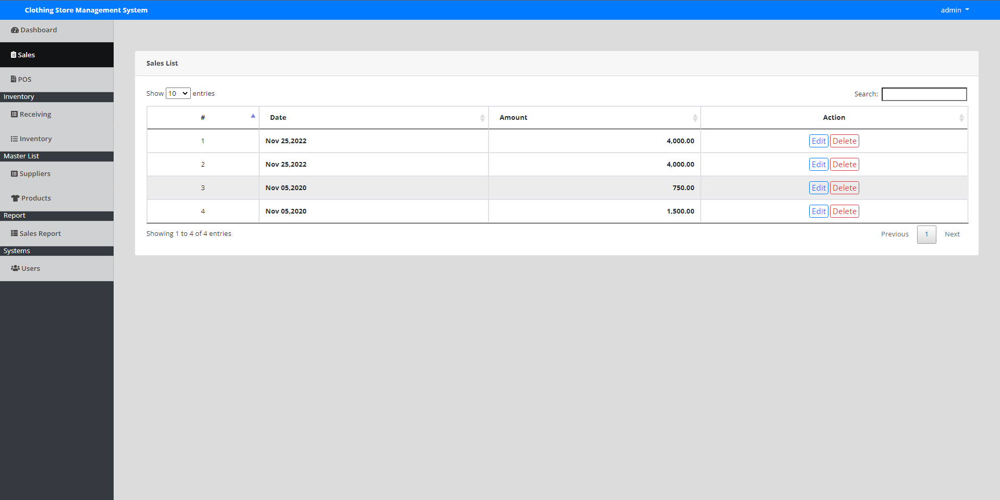 Clothing Store Management System
admin
Dashboard
Sales
POS
Inventory
Receiving
Inventory
Master List
Suppliers
Products
Report
Sales Report
Systems
Users
Sales List
Show 10 entries
Search:
# Date Amount Action
1 Nov 25,2022 4,000.00 Edit Delete
2 Nov 25,2022 4,000.00 Edit Delete
3 Nov 05,2020 750.00 Edit Delete
4 Nov 05,2020 1,500.00 Edit Delete
Showing 1 to 4 of 4 entries
Previous 1 Next